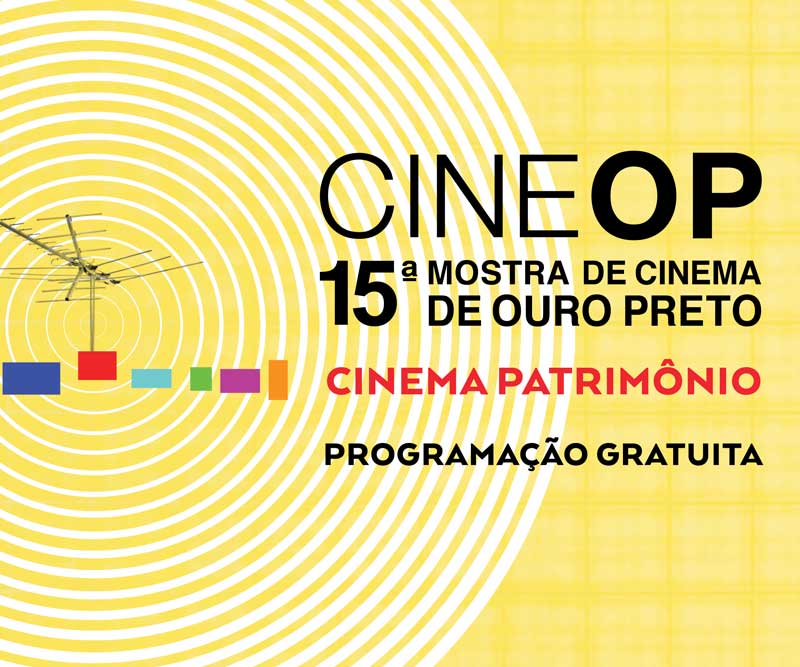 CINEOP
15ª MOSTRA DE CINEMA
DE OURO PRETO
CINEMA PATRIMÔNIO
PROGRAMAÇÃO GRATUITA